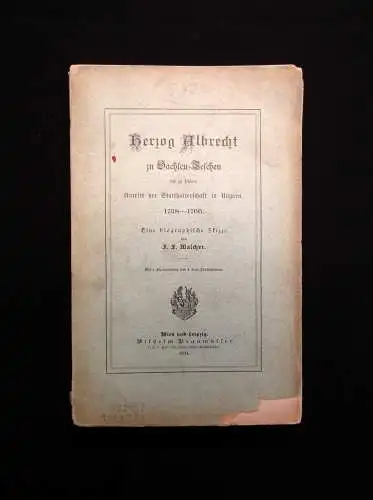 Herzog Albrecht
zu Sachsen-Teschen
bis zu seinem
Antritt der Statthalterschaft in Ungarn.
1738—1766.
Eine biographische Skizze
von
F. X. Malcher.
Wien und Leipzig.
Wilhelm Braumüller
1894.